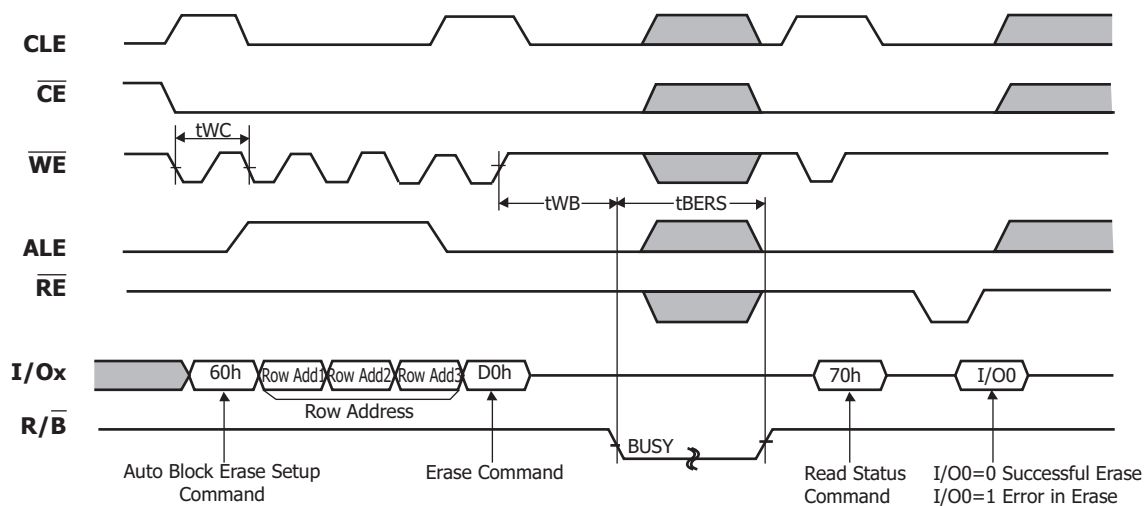 CLE
CE
tWC
WE
tWB
tBERS
ALE
RE
I/Ox
60h
Row Add1
Row Add2
Row Add3
D0h
70h
I/O0
Row Address
R/B
BUSY
Auto Block Erase Setup
Command
Erase Command
Read Status
Command
I/O0=0 Successful Erase
I/O0=1 Error in Erase